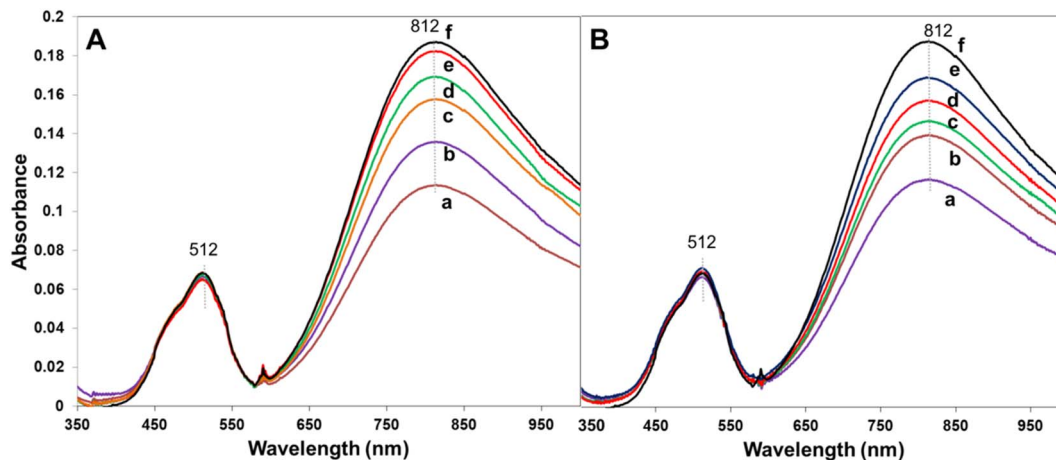 A
B
Absorbance
0.2
0.18
0.16
0.14
0.12
0.1
0.08
0.06
0.04
0.02
0
512
812
f
e
d
c
b
a
350 450 550 650 750 850 950
Wavelength (nm)
512
812
f
e
d
c
b
a
350 450 550 650 750 850 950
Wavelength (nm)